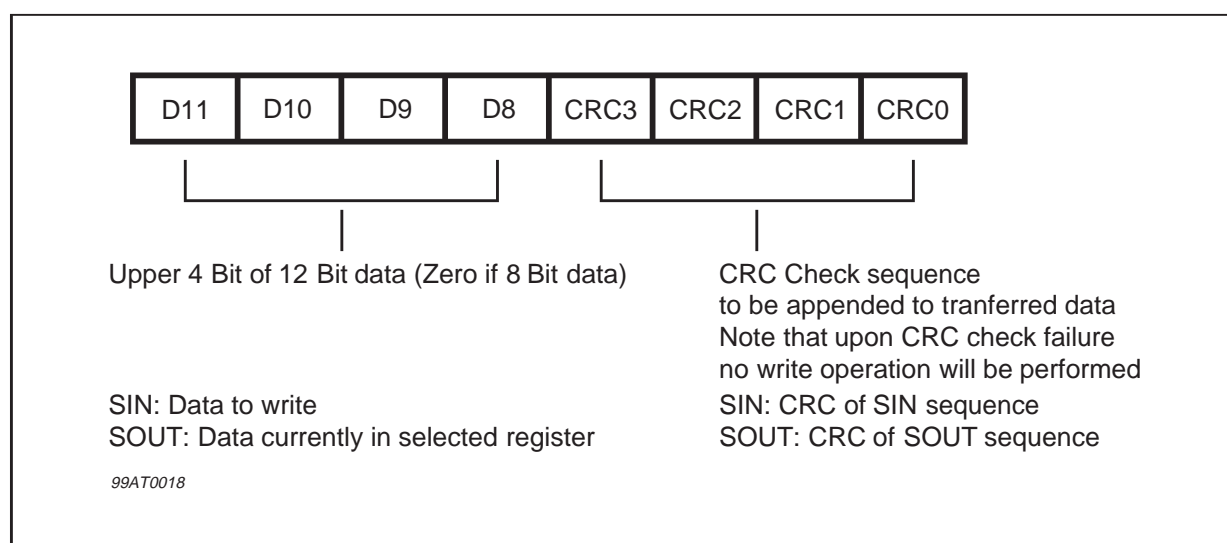 D11 D10 D9 D8 CRC3 CRC2 CRC1 CRC0
Upper 4 Bit of 12 Bit data (Zero if 8 Bit data)
CRC Check sequence
to be appended to tranferred data
Note that upon CRC check failure
no write operation will be performed
SIN: Data to write
SOUT: Data currently in selected register
SIN: CRC of SIN sequence
SOUT: CRC of SOUT sequence
99AT0018